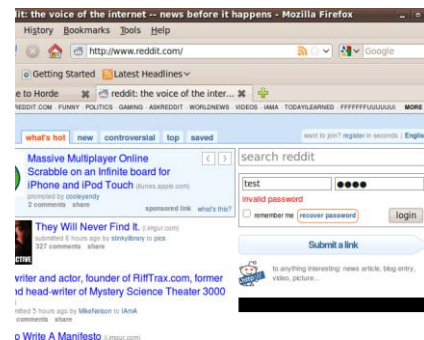 lit: the voice of the internet -- news before it happens - Mozilla Firefox
History Bookmarks Tools Help
http://www.reddit.com/
Google
Getting Started Latest Headlines
e to Horde
reddit: the voice of the inter...
REDDIT.COM FUNNY - POLITICS - GAMING - ASKREDDIT - WORLDNEWS - VIDEOS - IAMA - TODAYLEARNED - FFFFFFFUUUUUU MORE
what's hot new controversial top saved
want to join? register in seconds | Englis
Massive Multiplayer Online
Scrabble on an Infinite board for
iPhone and iPod Touch (itunes.apple.com)
promoted by cooleyandy
2 comments share
sponsored link what's this?
search reddit
test
invalid password
remember me recover password login
Submit a link
to anything interesting: news article, blog entry,
video, picture...
They Will Never Find It. (i.imgur.com)
submitted 6 hours ago by stinkylibrary to pics
327 comments share
CTIVE
writer and actor, founder of RiffTrax.com, former
nd head-writer of Mystery Science Theater 3000
mitted 5 hours ago by MikeNelson to IAmA
comments share
o Write A Manifesto (i.imgur.com)